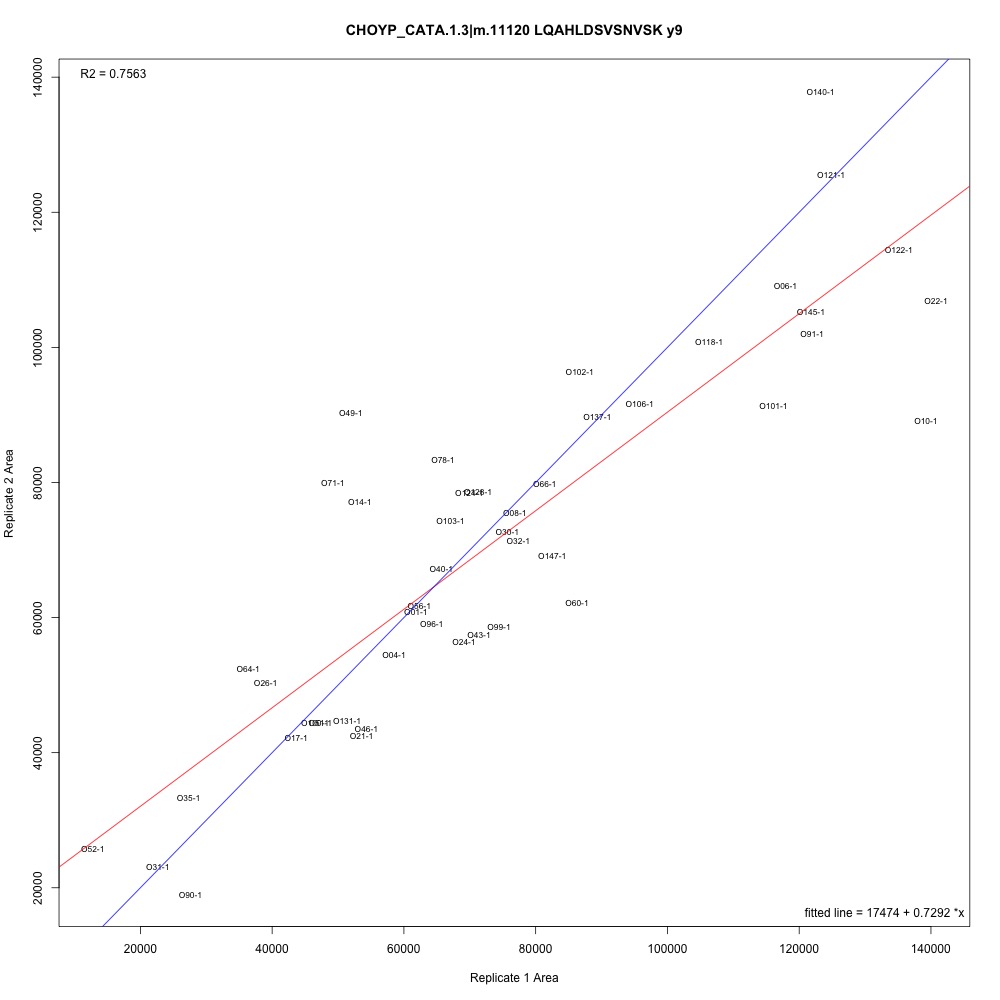 CHOYP_CATA.1.3|m.11120 LQAHLDSVSNVSK y9
R2 = 0.7563
140000
120000
100000
80000
60000
40000
20000
Replicate 2 Area
O140-1
O121-1
O122-1
O06-1
O22-1
O145-1
O91-1
O118-1
O102-1
O106-1
O101-1
O49-1
O137-1
O10-1
O78-1
O71-1
O66-1
O128-1
O14-1
O08-1
O103-1
O30-1
O32-1
O147-1
O40-1
O60-1
O56-1
O01-1
O96-1
O99-1
O43-1
O24-1
O04-1
O64-1
O26-1
O131-1
O46-1
O21-1
O17-1
O35-1
O52-1
O31-1
O90-1
fitted line = 17474 + 0.7292 *x
20000 40000 60000 80000 100000 120000 140000
Replicate 1 Area